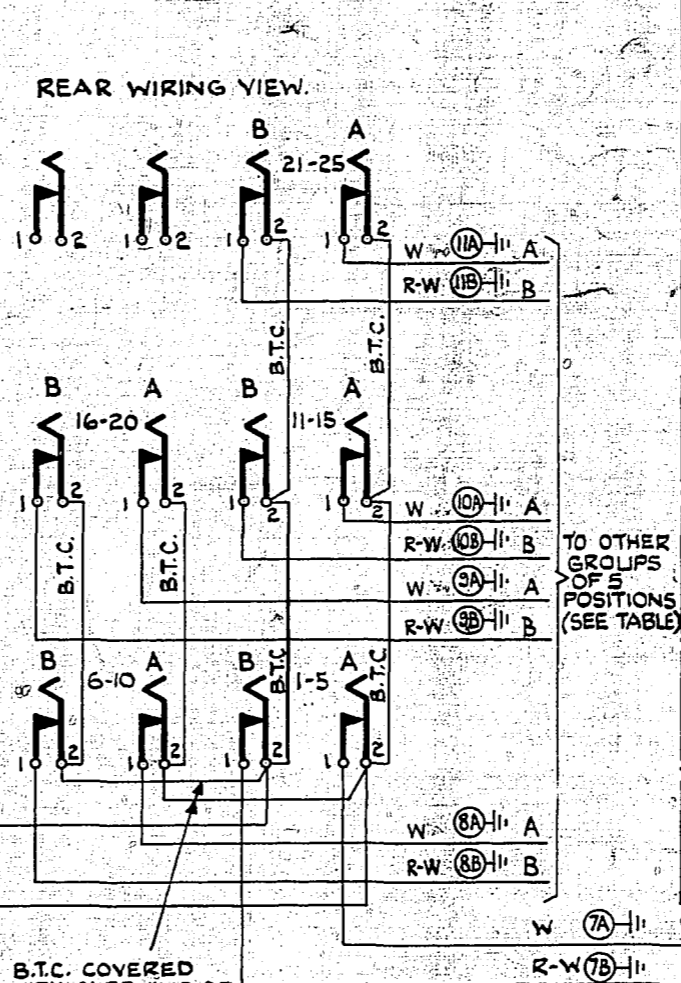 REAR WIRING VIEW.
B A
21-25
1 2 1 2 1 2 1 2
W 11A A
R-W 11B B
B.T.C. B.T.C.
B A B A
16-20 11-15
1 2 1 2 1 2 1 2
W 10A A
R-W 10B B
B.T.C. B.T.C.
W 9A A
R-W 9B B
TO OTHER
GROUPS
OF 5
POSITIONS
(SEE TABLE)
B A B A
6-10 1-5
B.T.C. B.T.C.
1 2 1 2 1 2 1 2
W 8A A
R-W 8B B
W 7A
R-W 7B
B.T.C. COVERED